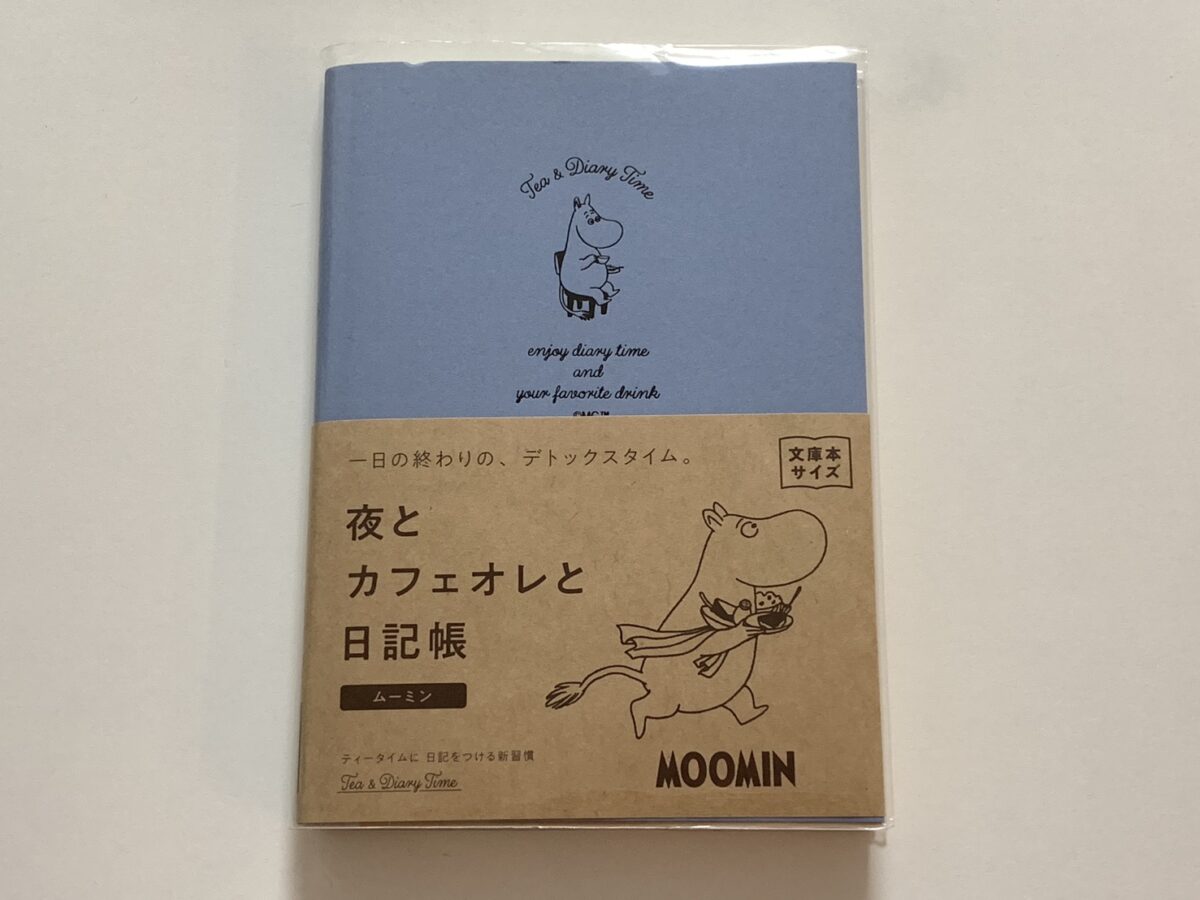 Tea & Diary Time
enjoy diary time
and
your favorite drink
一日の終わりの、デトックスタイム。
文庫本
サイズ
夜と
カフェオレと
日記帳
ムーミン
ティータイムに 日記をつける新習慣
Tea & Diary Time
MOOMIN